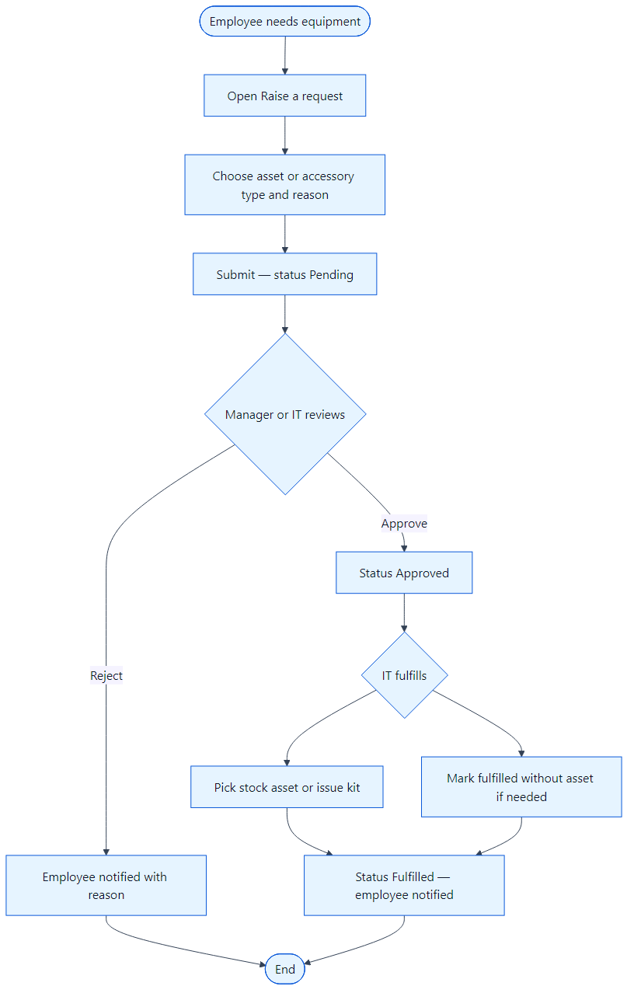 Employee needs equipment
Open Raise a request
Choose asset or accessory
type and reason
Submit — status Pending
Manager or IT reviews
Approve
Status Approved
Reject
IT fulfills
Pick stock asset or issue kit
Mark fulfilled without asset
if needed
Employee notified with
reason
Status Fulfilled —
employee notified
End